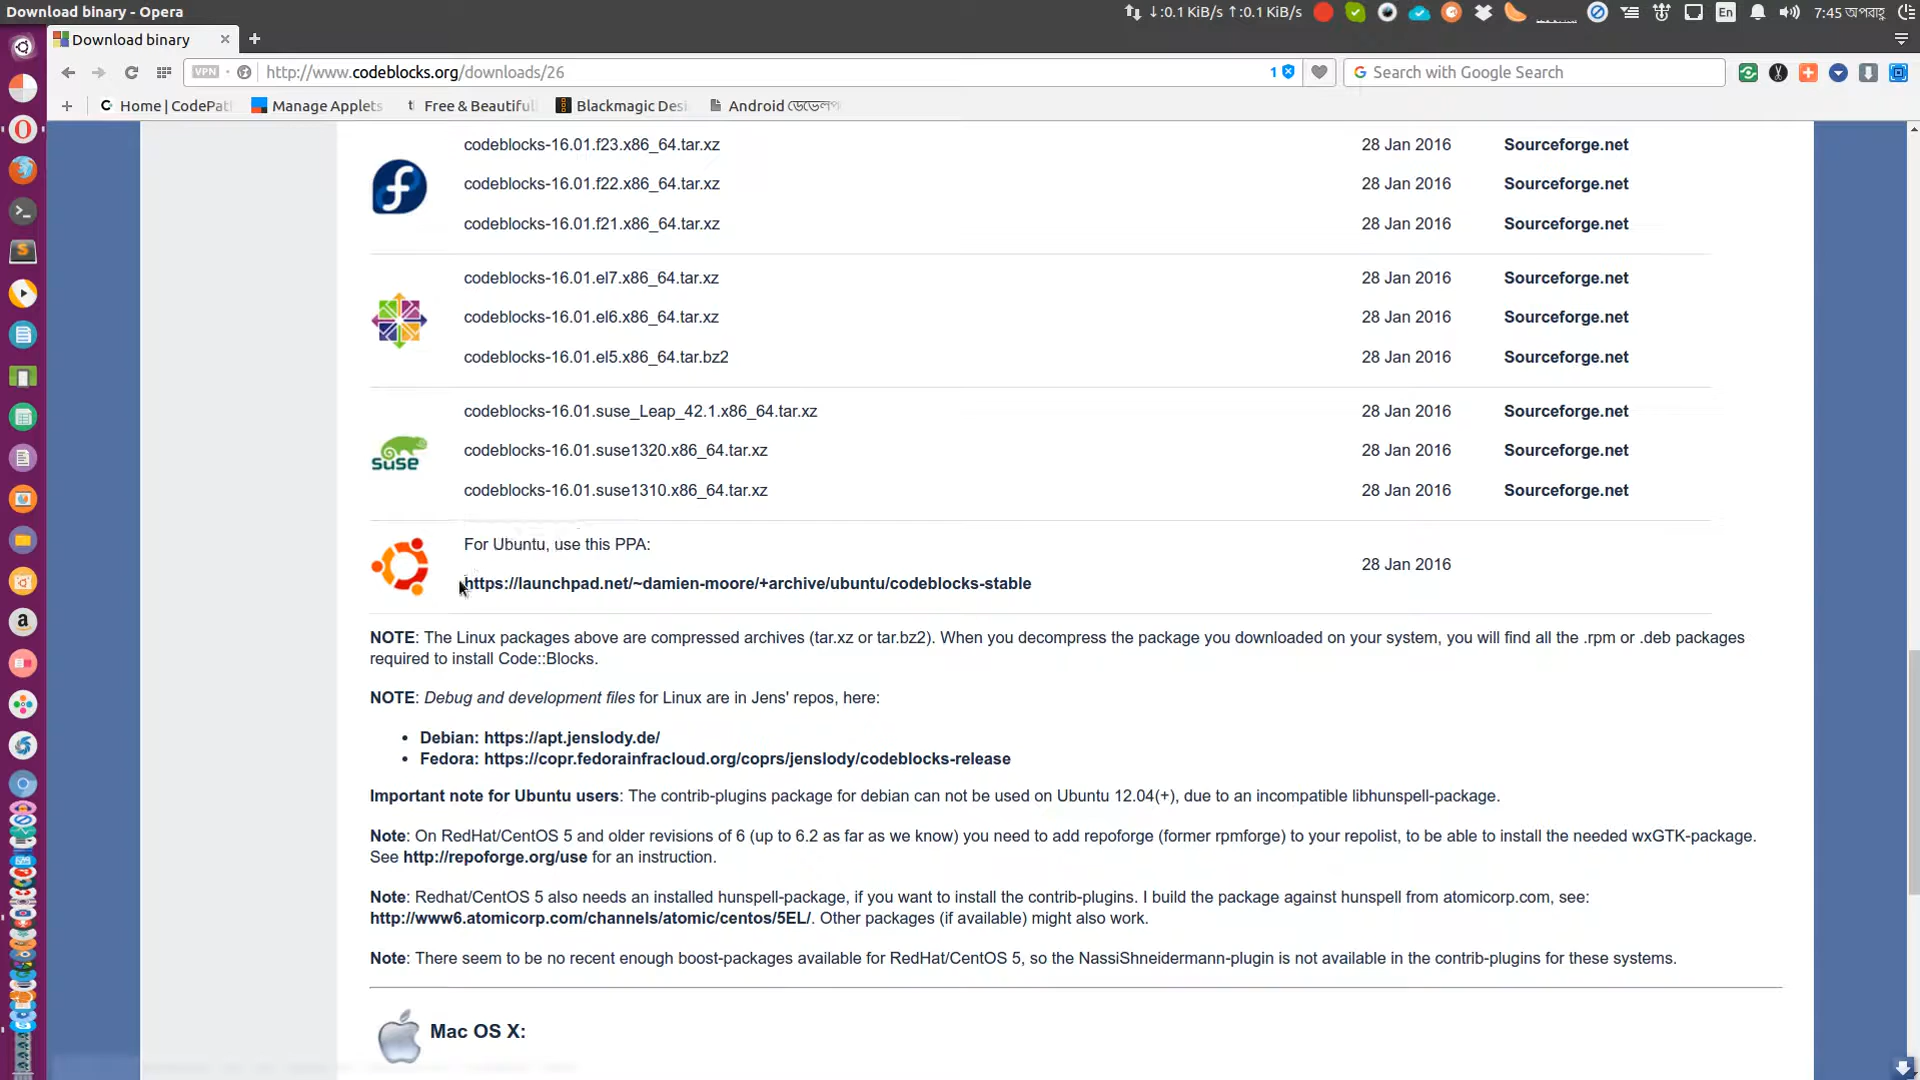 Download binary - Opera
↓:0.1 KiB/s ↑:0.1 KiB/s
En
7:45 অপরাহ্ণ
Download binary
VPN
http://www.codeblocks.org/downloads/26
1
Search with Google Search
Home | CodePat
Manage Applets
Free & Beautiful
Blackmagic Desi
Android ডেভেলপ
codeblocks-16.01.f23.x86_64.tar.xz 28 Jan 2016 Sourceforge.net
codeblocks-16.01.f22.x86_64.tar.xz 28 Jan 2016 Sourceforge.net
codeblocks-16.01.f21.x86_64.tar.xz 28 Jan 2016 Sourceforge.net
codeblocks-16.01.el7.x86_64.tar.xz 28 Jan 2016 Sourceforge.net
codeblocks-16.01.el6.x86_64.tar.xz 28 Jan 2016 Sourceforge.net
codeblocks-16.01.el5.x86_64.tar.bz2 28 Jan 2016 Sourceforge.net
codeblocks-16.01.suse_Leap_42.1.x86_64.tar.xz 28 Jan 2016 Sourceforge.net
suse
codeblocks-16.01.suse1320.x86_64.tar.xz 28 Jan 2016 Sourceforge.net
codeblocks-16.01.suse1310.x86_64.tar.xz 28 Jan 2016 Sourceforge.net
For Ubuntu, use this PPA:
28 Jan 2016
https://launchpad.net/~damien-moore/+archive/ubuntu/codeblocks-stable
NOTE: The Linux packages above are compressed archives (tar.xz or tar.bz2). When you decompress the package you downloaded on your system, you will find all the .rpm or .deb packages
required to install Code::Blocks.
NOTE: Debug and development files for Linux are in Jens' repos, here:
• Debian: https://apt.jenslody.de/
• Fedora: https://copr.fedorainfracloud.org/coprs/jenslody/codeblocks-release
Important note for Ubuntu users: The contrib-plugins package for debian can not be used on Ubuntu 12.04(+), due to an incompatible libhunspell-package.
Note: On RedHat/CentOS 5 and older revisions of 6 (up to 6.2 as far as we know) you need to add repoforge (former rpmforge) to your repolist, to be able to install the needed wxGTK-package.
See http://repoforge.org/use for an instruction.
Note: Redhat/CentOS 5 also needs an installed hunspell-package, if you want to install the contrib-plugins. I build the package against hunspell from atomicorp.com, see:
http://www6.atomicorp.com/channels/atomic/centos/5EL/. Other packages (if available) might also work.
Note: There seem to be no recent enough boost-packages available for RedHat/CentOS 5, so the NassiShneidermann-plugin is not available in the contrib-plugins for these systems.
Mac OS X: